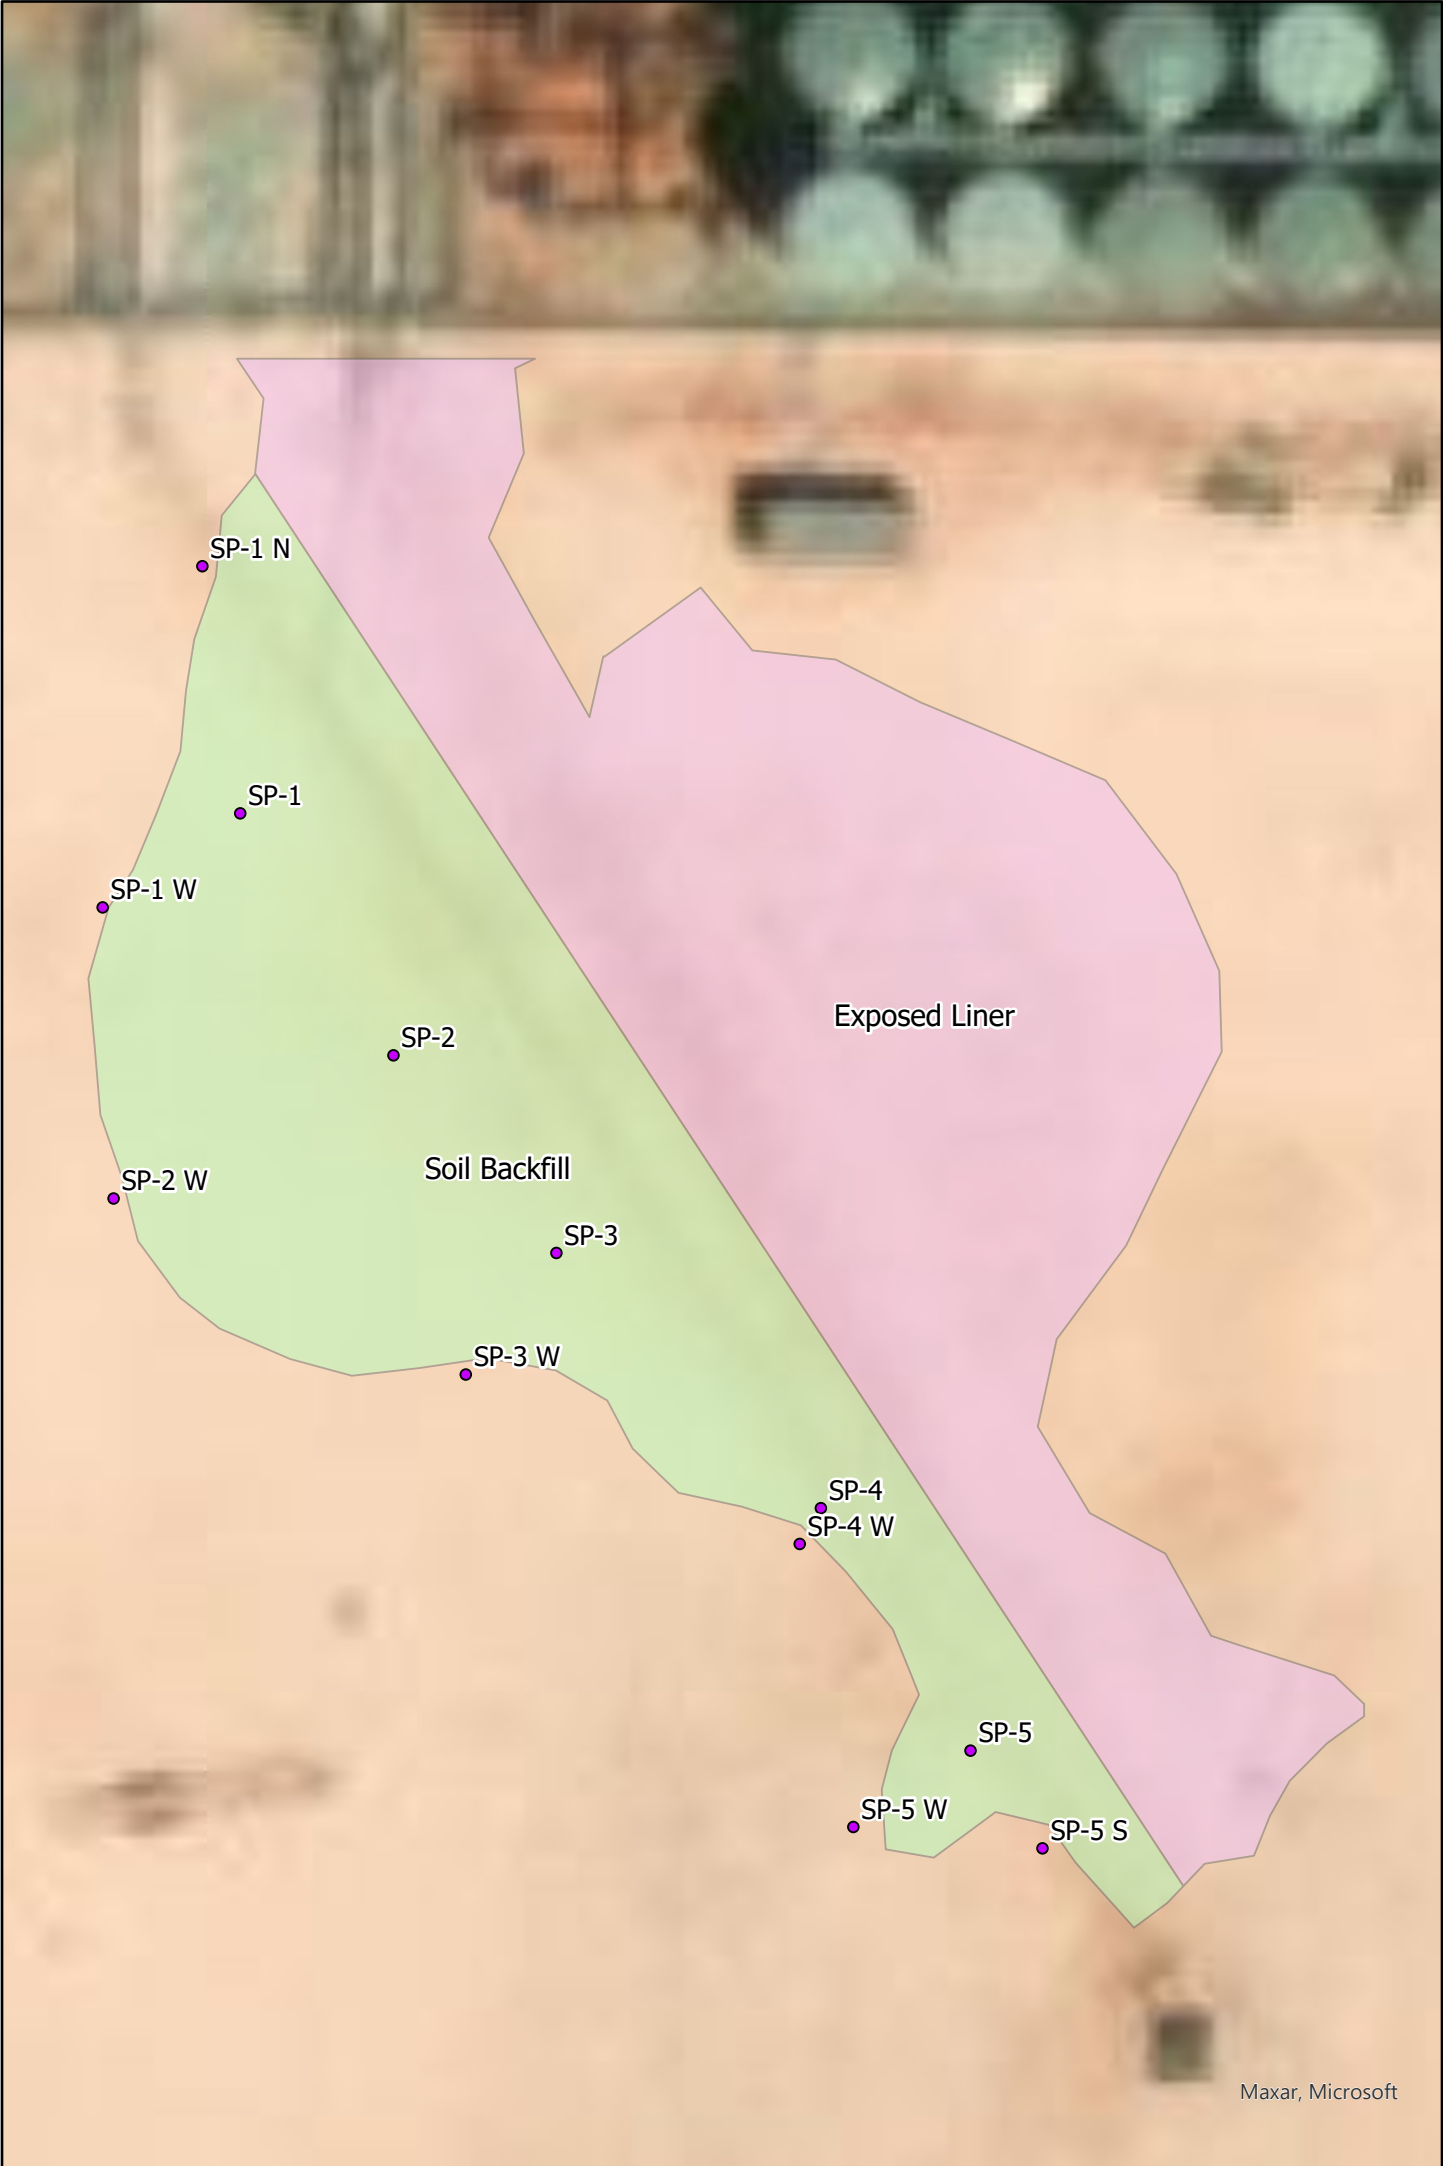 SP-1 N
SP-1
SP-1 W
Exposed Liner
SP-2
Soil Backfill
SP-2 W
SP-3
SP-3 W
SP-4
SP-4 W
SP-5
SP-5 W
SP-5 S
Maxar, Microsoft